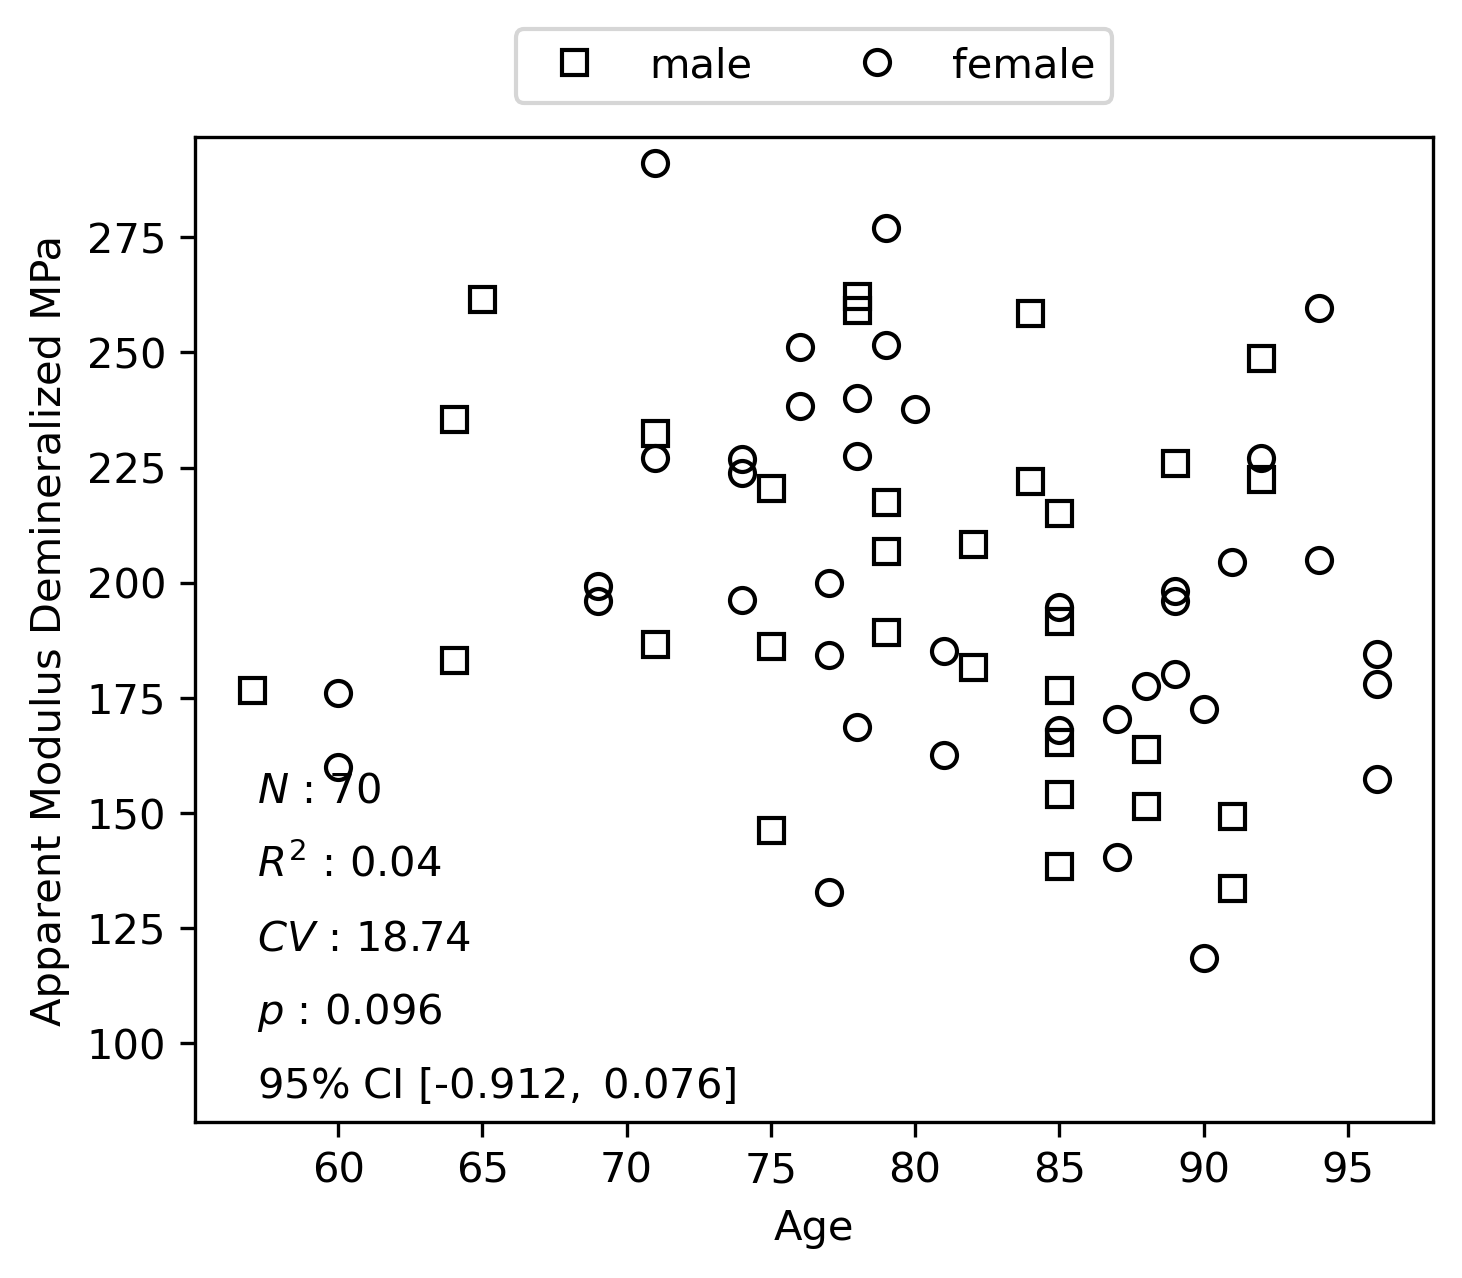 male female
Apparent Modulus Demineralized MPa
275
250
225
200
175
150
125
100
N : 70
R² : 0.04
CV : 18.74
p : 0.096
95% CI [-0.912, 0.076]
60 65 70 75 80 85 90 95
Age